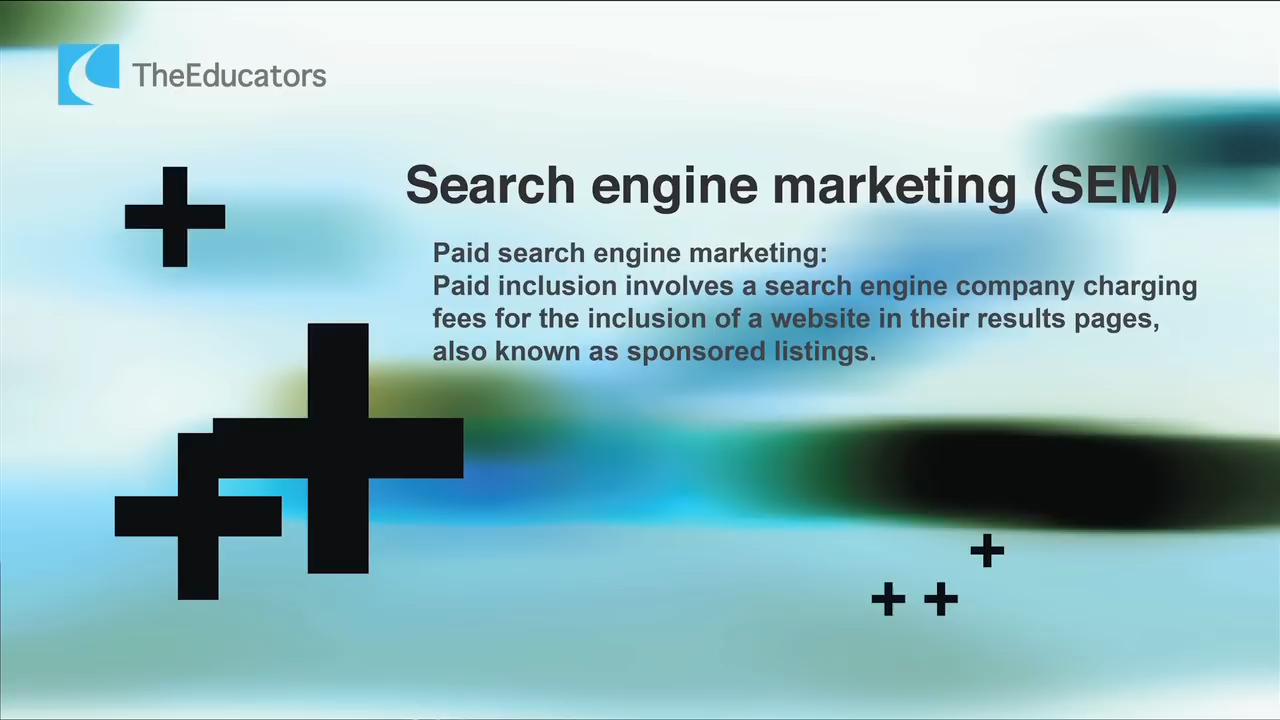 TheEducators
Search engine marketing (SEM)
Paid search engine marketing:
Paid inclusion involves a search engine company charging
fees for the inclusion of a website in their results pages,
also known as sponsored listings.